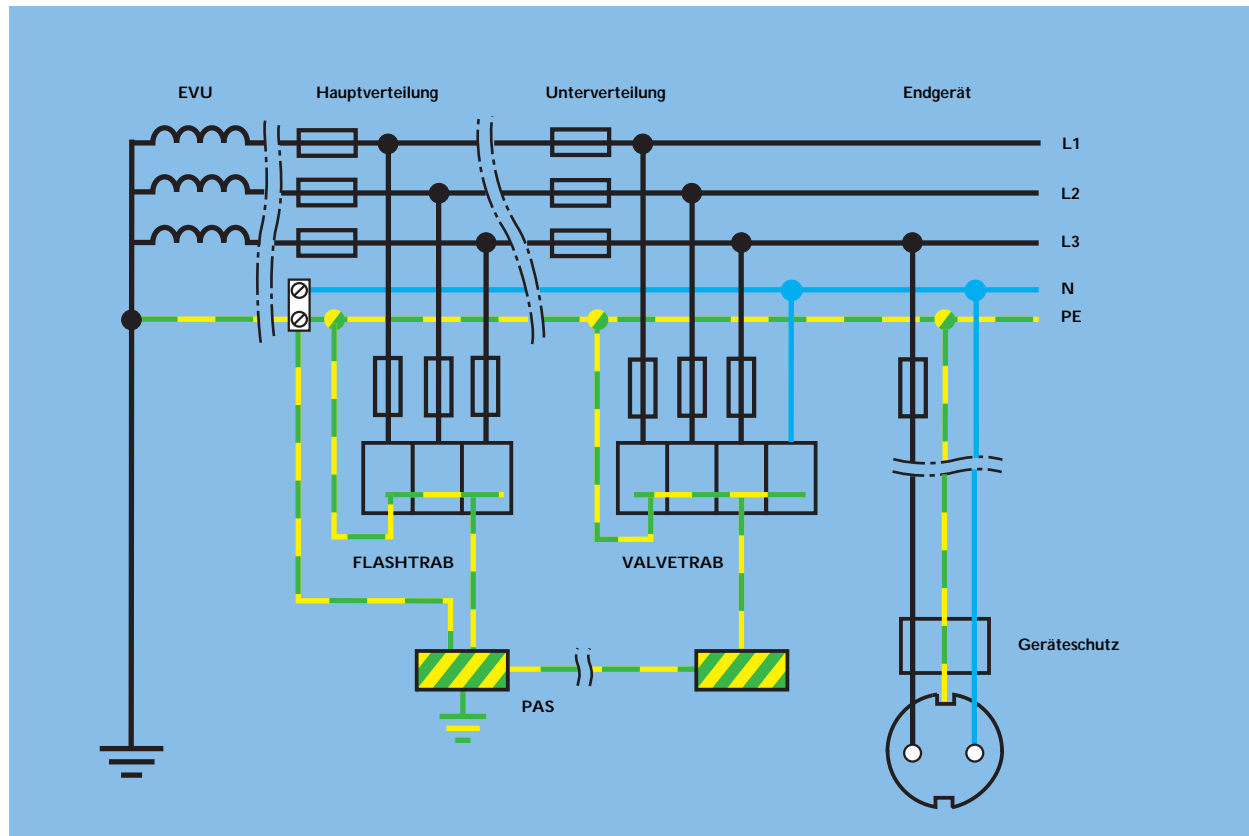 EVU
Hauptverteilung
Unterverteilung
Endgerät
L1
L2
L3
N
PE
FLASHTRAB
VALVETRAB
Geräteschutz
PAS